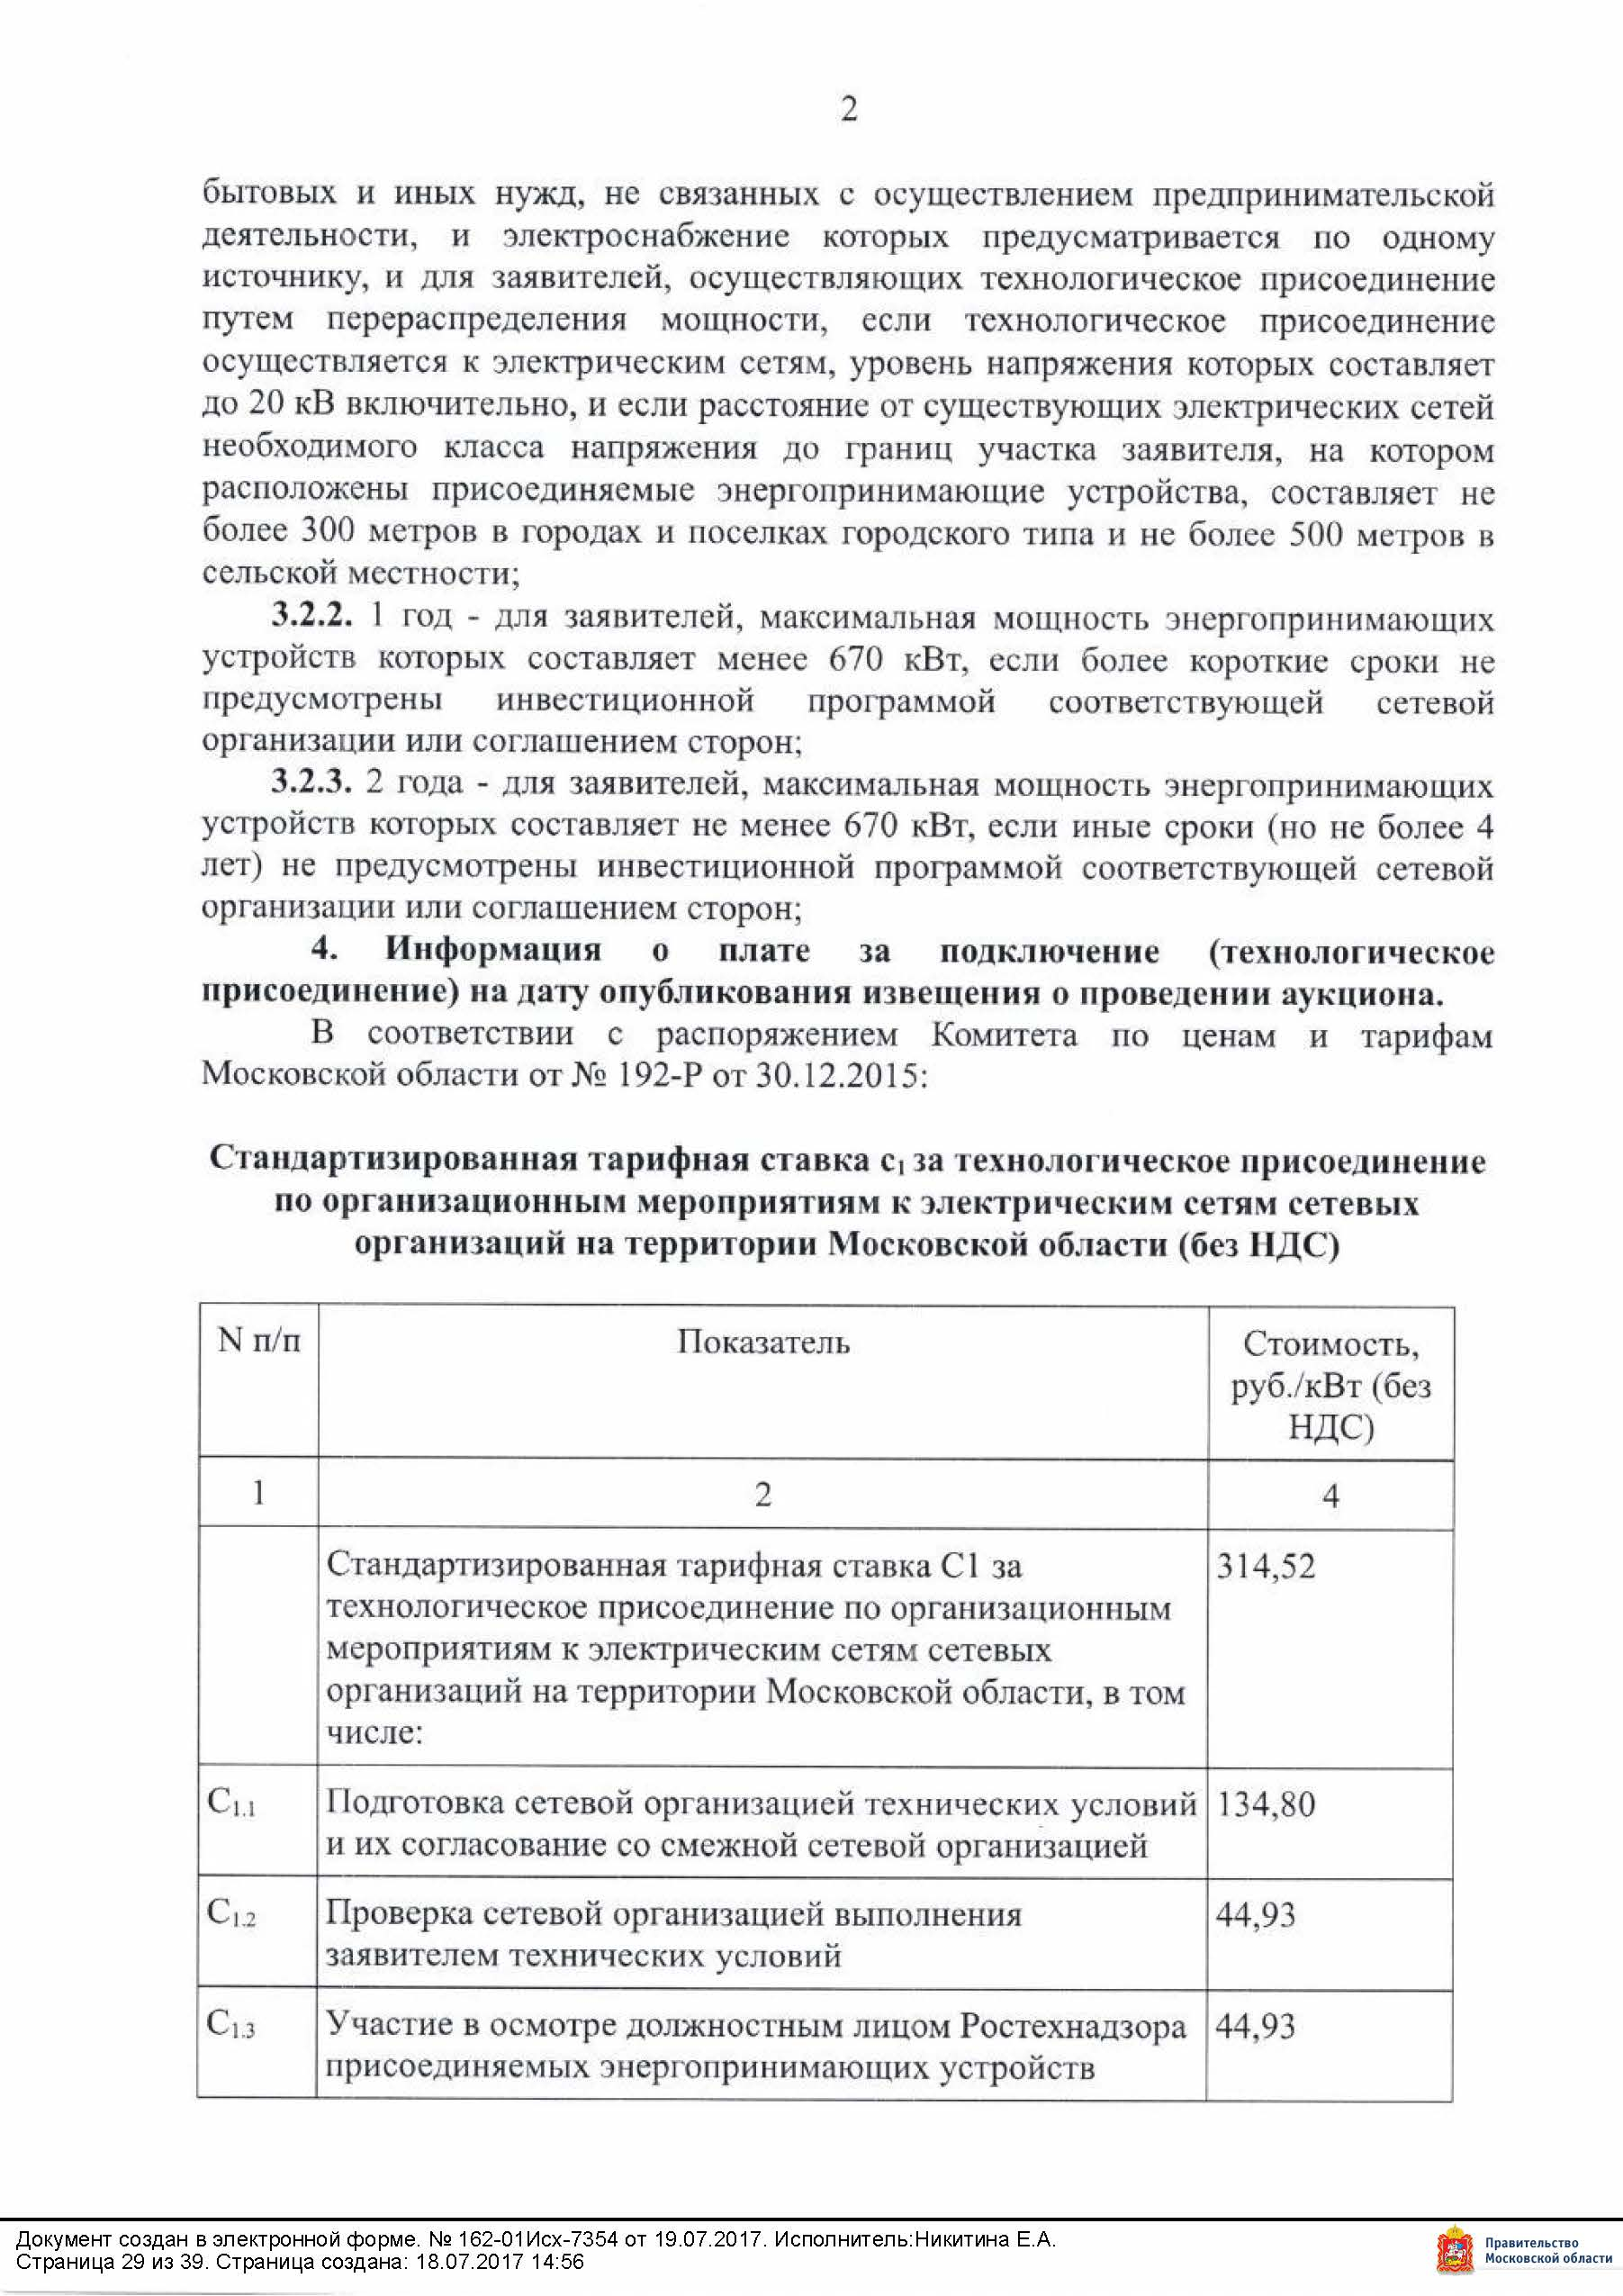 2
бытовых и иных нужд, не связанных с осуществлением предпринимательской
деятельности, и электроснабжение которых предусматривается по одному
источнику, и для заявителей, осуществляющих технологическое присоединение
путем перераспределения мощности, если технологическое присоединение
осуществляется к электрическим сетям, уровень напряжения которых составляет
до 20 кВ включительно, и если расстояние от существующих электрических сетей
необходимого класса напряжения до границ участка заявителя, на котором
расположены присоединяемые энергопринимающие устройства, составляет не
более 300 метров в городах и поселках городского типа и не более 500 метров в
сельской местности;
3.2.2. 1 год - для заявителей, максимальная мощность энергопринимающих
устройств которых составляет менее 670 кВт, если более короткие сроки не
предусмотрены инвестиционной программой соответствующей сетевой
организации или соглашением сторон;
3.2.3. 2 года - для заявителей, максимальная мощность энергопринимающих
устройств которых составляет не менее 670 кВт, если иные сроки (но не более 4
лет) не предусмотрены инвестиционной программой соответствующей сетевой
организации или соглашением сторон;
4. Информация о плате за подключение (технологическое
присоединение) на дату опубликования извещения о проведении аукциона.
В соответствии с распоряжением Комитета по ценам и тарифам
Московской области от № 192-Р от 30.12.2015:
Стандартизированная тарифная ставка c₁ за технологическое присоединение
по организационным мероприятиям к электрическим сетям сетевых
организаций на территории Московской области (без НДС)
N п/п Показатель Стоимость,
руб./кВт (без
НДС)
1 2 4
Стандартизированная тарифная ставка С1 за 314,52
технологическое присоединение по организационным
мероприятиям к электрическим сетям сетевых
организаций на территории Московской области, в том
числе:
С1.1 Подготовка сетевой организацией технических условий 134,80
и их согласование со смежной сетевой организацией
С1.2 Проверка сетевой организацией выполнения 44,93
заявителем технических условий
С1.3 Участие в осмотре должностным лицом Ростехнадзора 44,93
присоединяемых энергопринимающих устройств
Документ создан в электронной форме. № 162-01Исх-7354 от 19.07.2017. Исполнитель:Никитина Е.А.
Страница 29 из 39. Страница создана: 18.07.2017 14:56
Правительство
Московской области